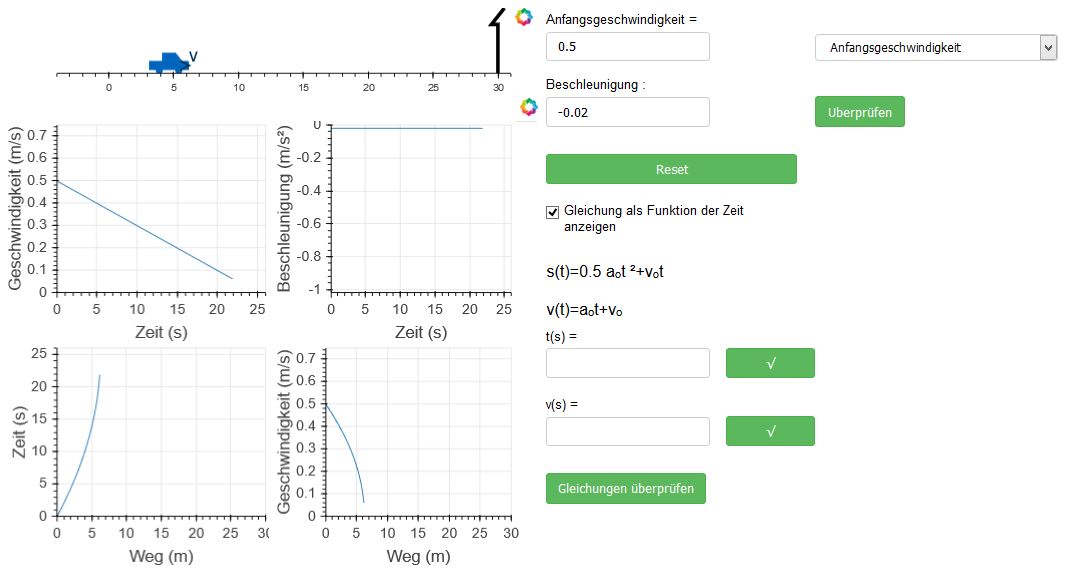 Anfangsgeschwindigkeit =
0.5
Anfangsgeschwindigkeit
v
0 5 10 15 20 25 30
Beschleunigung :
-0.02
Uberprüfen
Reset
Gleichung als Funktion der Zeit
anzeigen
s(t)=0.5 a₀t ²+v₀t
v(t)=a₀t+v₀
t(s) =
√
v(s) =
√
Gleichungen überprüfen
Geschwindigkeit (m/s)
0.7
0.6
0.5
0.4
0.3
0.2
0.1
0
0 5 10 15 20 25
Zeit (s)
Beschleunigung (m/s²)
0
-0.2
-0.4
-0.6
-0.8
-1
0 5 10 15 20 25
Zeit (s)
Zeit (s)
25
20
15
10
5
0
0 5 10 15 20 25 30
Weg (m)
Geschwindigkeit (m/s)
0.7
0.6
0.5
0.4
0.3
0.2
0.1
0
0 5 10 15 20 25 30
Weg (m)